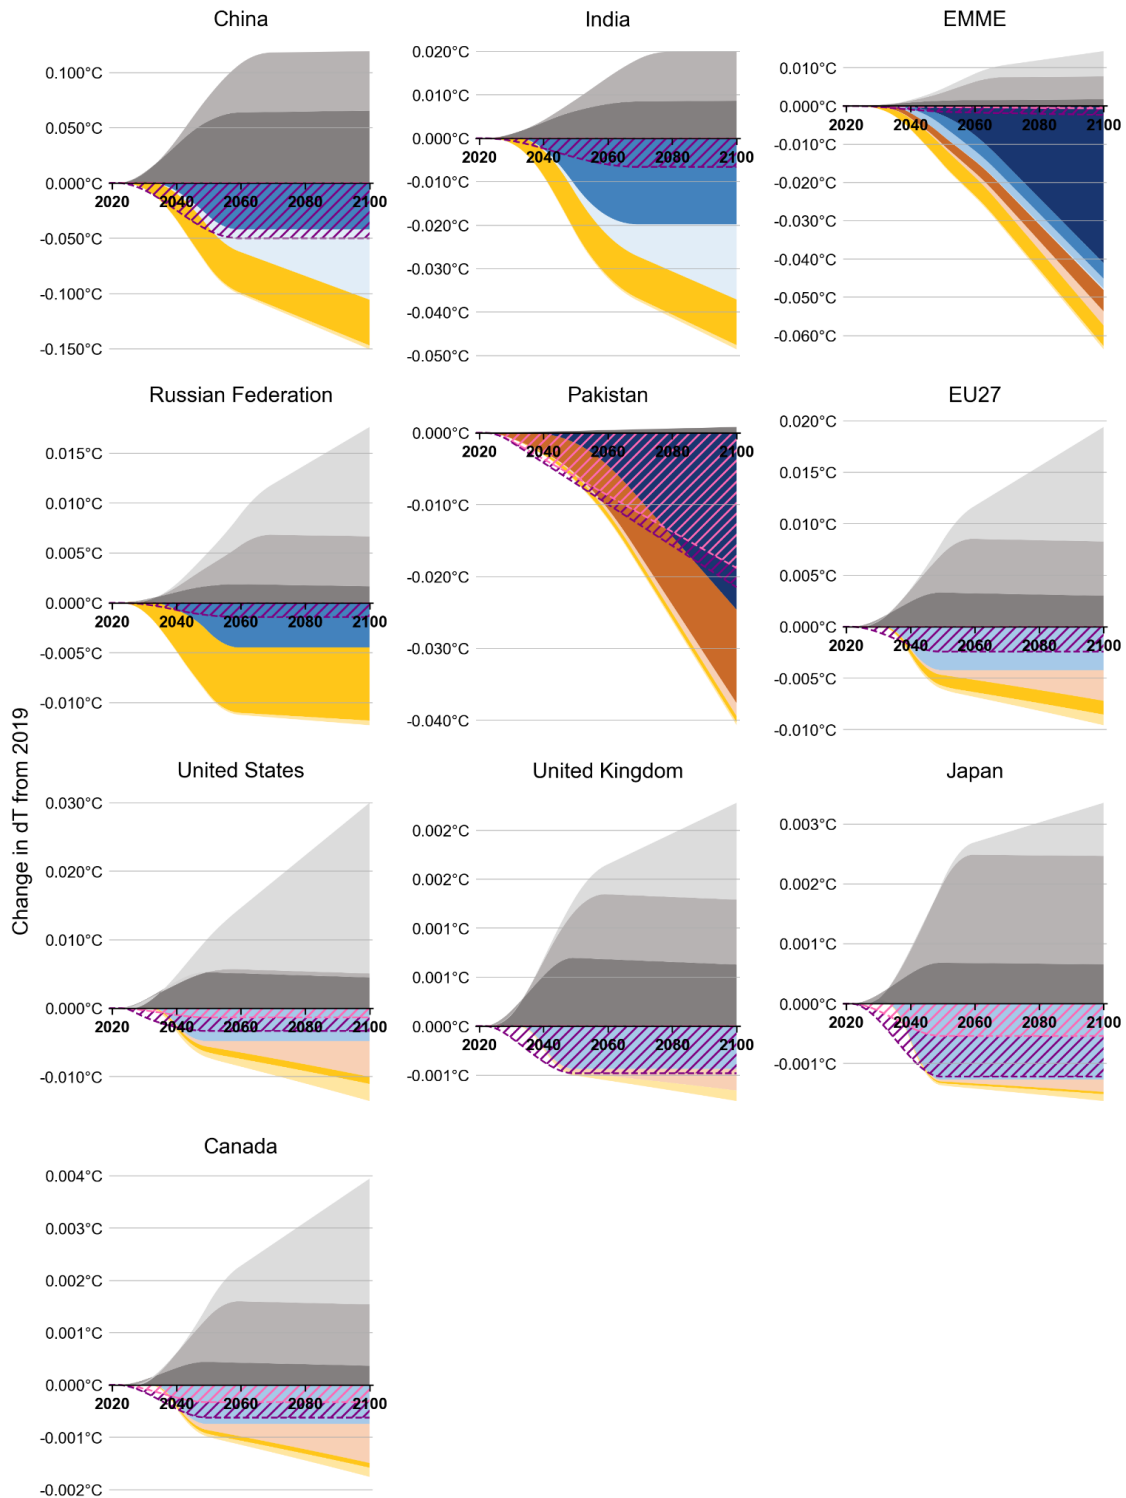 China
0.100°C
0.050°C
0.000°C
-0.050°C
-0.100°C
-0.150°C
2020 2040 2060 2080 2100
India
0.020°C
0.010°C
0.000°C
-0.010°C
-0.020°C
-0.030°C
-0.040°C
-0.050°C
2020 2040 2060 2080 2100
EMME
0.010°C
0.000°C
-0.010°C
-0.020°C
-0.030°C
-0.040°C
-0.050°C
-0.060°C
2020 2040 2060 2080 2100
Russian Federation
0.015°C
0.010°C
0.005°C
0.000°C
-0.005°C
-0.010°C
2020 2040 2060 2080 2100
Pakistan
0.000°C
-0.010°C
-0.020°C
-0.030°C
-0.040°C
2020 2040 2060 2080 2100
EU27
0.020°C
0.015°C
0.010°C
0.005°C
0.000°C
-0.005°C
-0.010°C
2020 2040 2060 2080 2100
Change in dT from 2019
United States
0.030°C
0.020°C
0.010°C
0.000°C
-0.010°C
2020 2040 2060 2080 2100
United Kingdom
0.002°C
0.002°C
0.001°C
0.001°C
0.000°C
-0.001°C
2020 2040 2060 2080 2100
Japan
0.003°C
0.002°C
0.001°C
0.000°C
-0.001°C
2020 2040 2060 2080 2100
Canada
0.004°C
0.003°C
0.002°C
0.001°C
0.000°C
-0.001°C
-0.002°C
2020 2040 2060 2080 2100